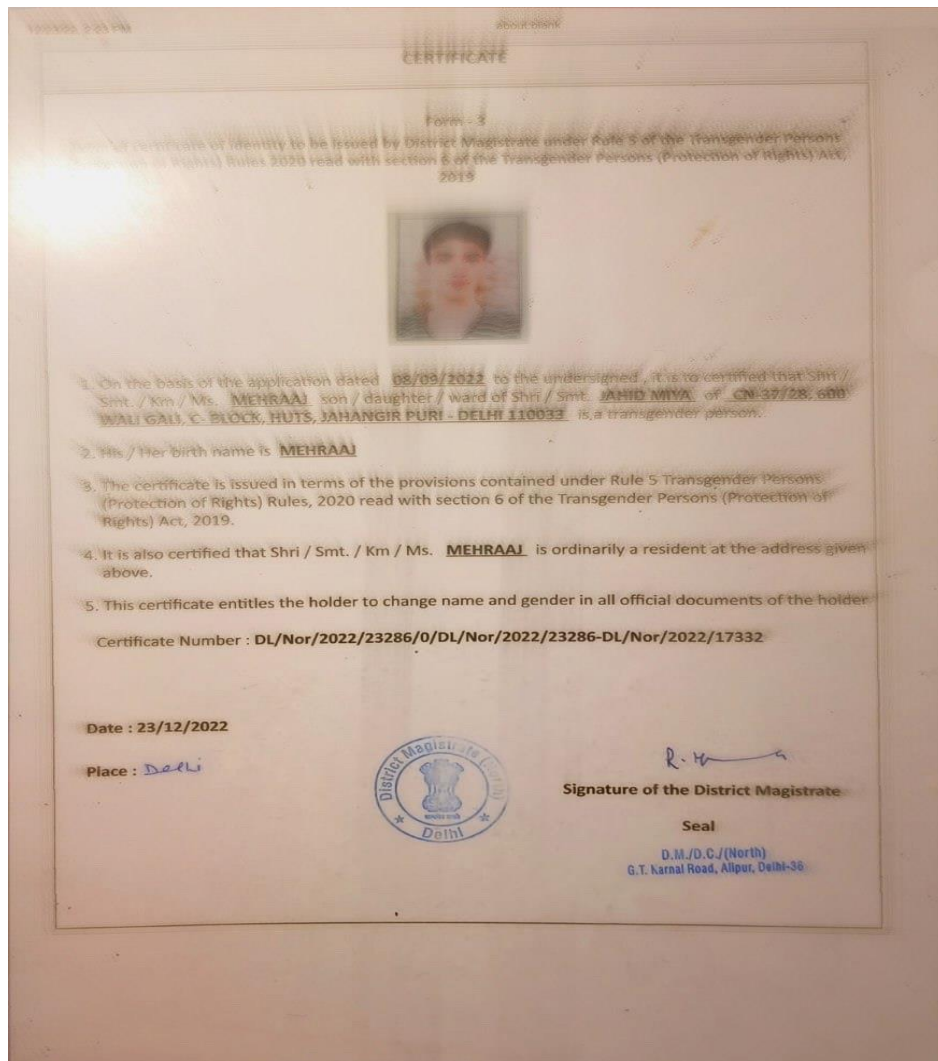 about:blank
CERTIFICATE
Form - 3
certificate of identity to be issued by District Magistrate under Rule 5 of the Transgender Persons
of Rights) Rules 2020 read with section 6 of the Transgender Persons (Protection of Rights) Act,
2019
1. On the basis of the application dated 08/09/2022 to the undersigned , it is to certified that Shri /
Smt. / Km / Ms. MEHRAAJ son / daughter / ward of Shri / Smt. JAHID MIYA of CN-37/28, 600
WALI GALI, C- BLOCK, HUTS, JAHANGIR PURI - DELHI 110033 is a transgender person.
2. His / Her birth name is MEHRAAJ
3. The certificate is issued in terms of the provisions contained under Rule 5 Transgender Persons
(Protection of Rights) Rules, 2020 read with section 6 of the Transgender Persons (Protection of
Rights) Act, 2019.
4. It is also certified that Shri / Smt. / Km / Ms. MEHRAAJ is ordinarily a resident at the address given
above.
5. This certificate entitles the holder to change name and gender in all official documents of the holder
Certificate Number : DL/Nor/2022/23286/0/DL/Nor/2022/23286-DL/Nor/2022/17332
Date : 23/12/2022
Place : Delhi
District Magistrate (North)
Delhi
Signature of the District Magistrate
Seal
D.M./D.C./(North)
G.T. Karnal Road, Alipur, Delhi-36